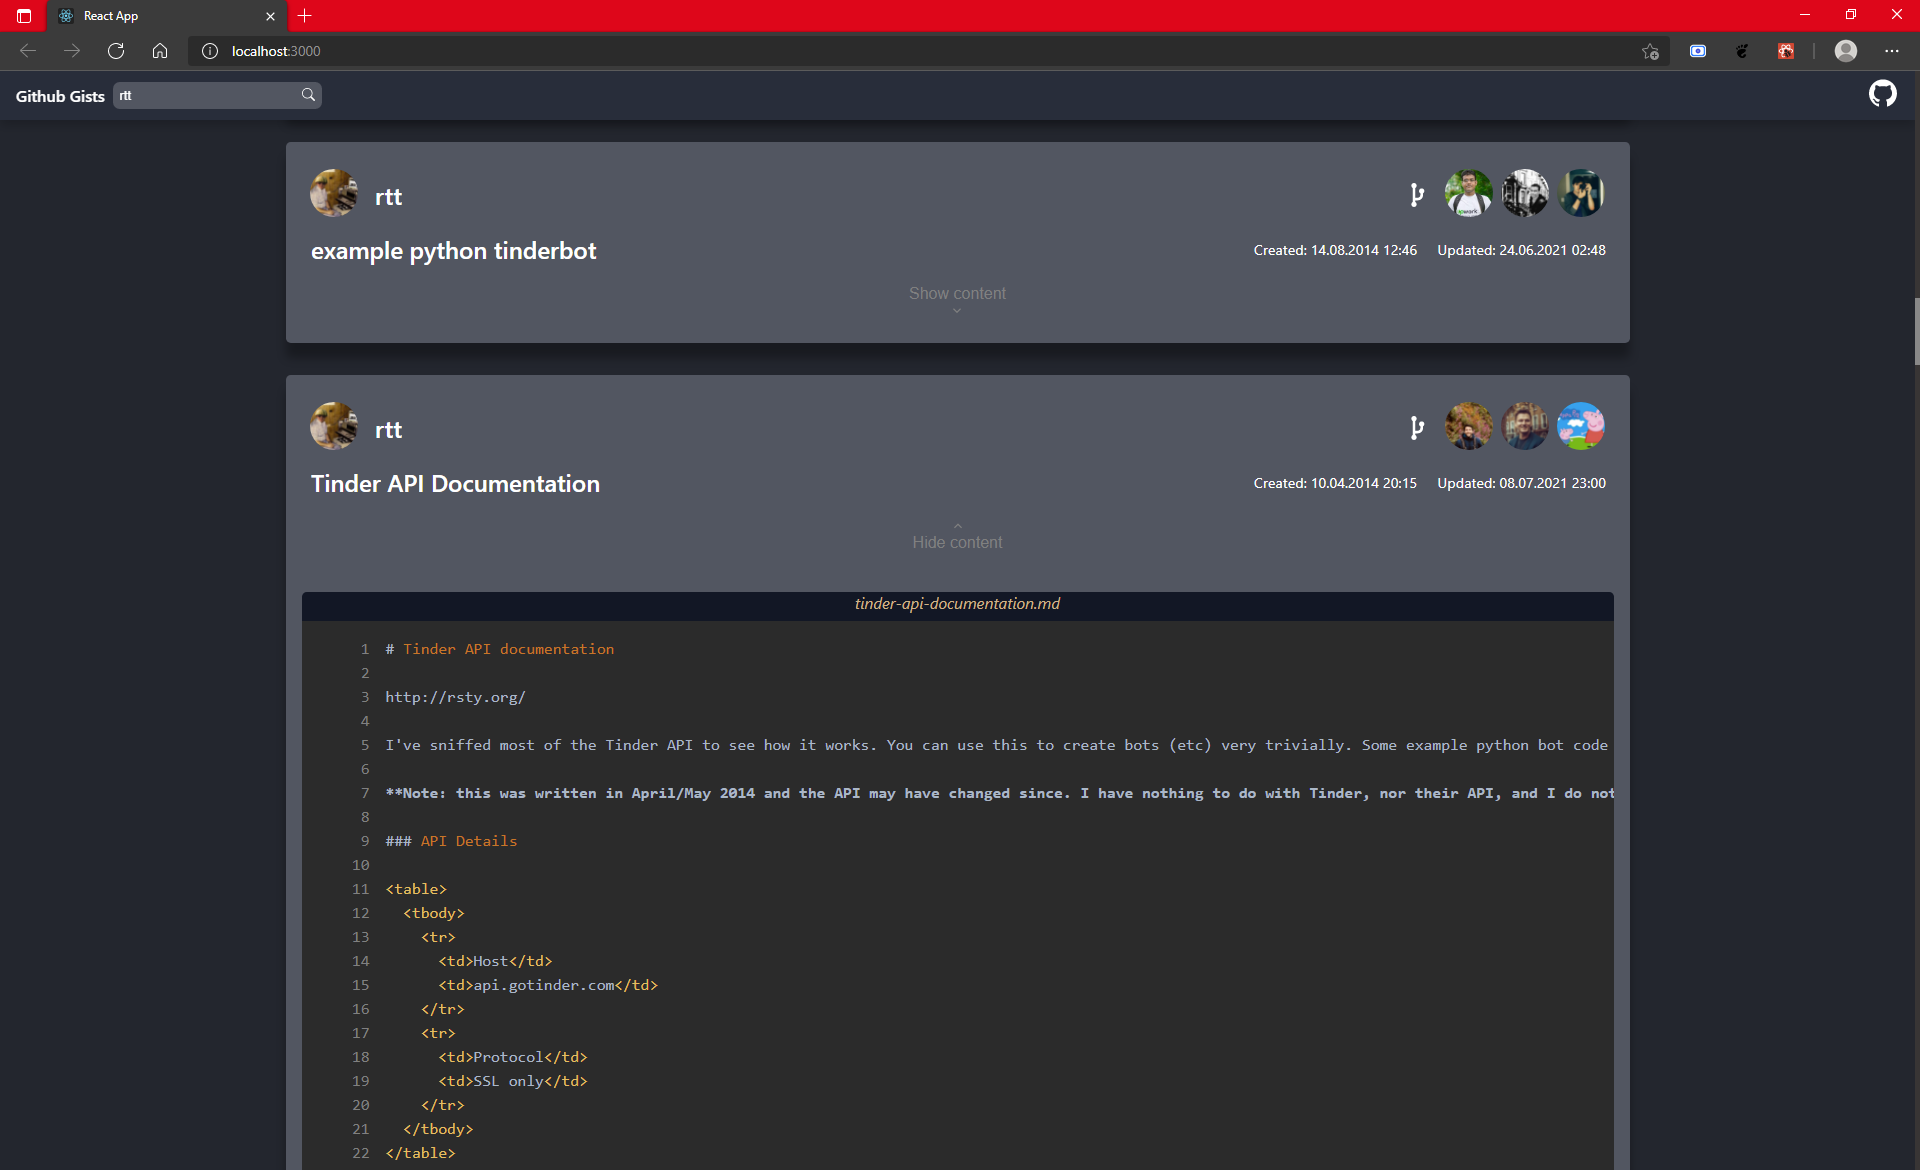 React App
localhost:3000
Github Gists
rtt
rtt
example python tinderbot
Created: 14.08.2014 12:46 Updated: 24.06.2021 02:48
Show content
rtt
Tinder API Documentation
Created: 10.04.2014 20:15 Updated: 08.07.2021 23:00
Hide content
tinder-api-documentation.md
1 # Tinder API documentation
2
3 http://rsty.org/
4
5 I've sniffed most of the Tinder API to see how it works. You can use this to create bots (etc) very trivially. Some example python bot code
6
7 **Note: this was written in April/May 2014 and the API may have changed since. I have nothing to do with Tinder, nor their API, and I do not
8
9 ### API Details
10
11 <table>
12 <tbody>
13 <tr>
14 <td>Host</td>
15 <td>api.gotinder.com</td>
16 </tr>
17 <tr>
18 <td>Protocol</td>
19 <td>SSL only</td>
20 </tr>
21 </tbody>
22 </table>